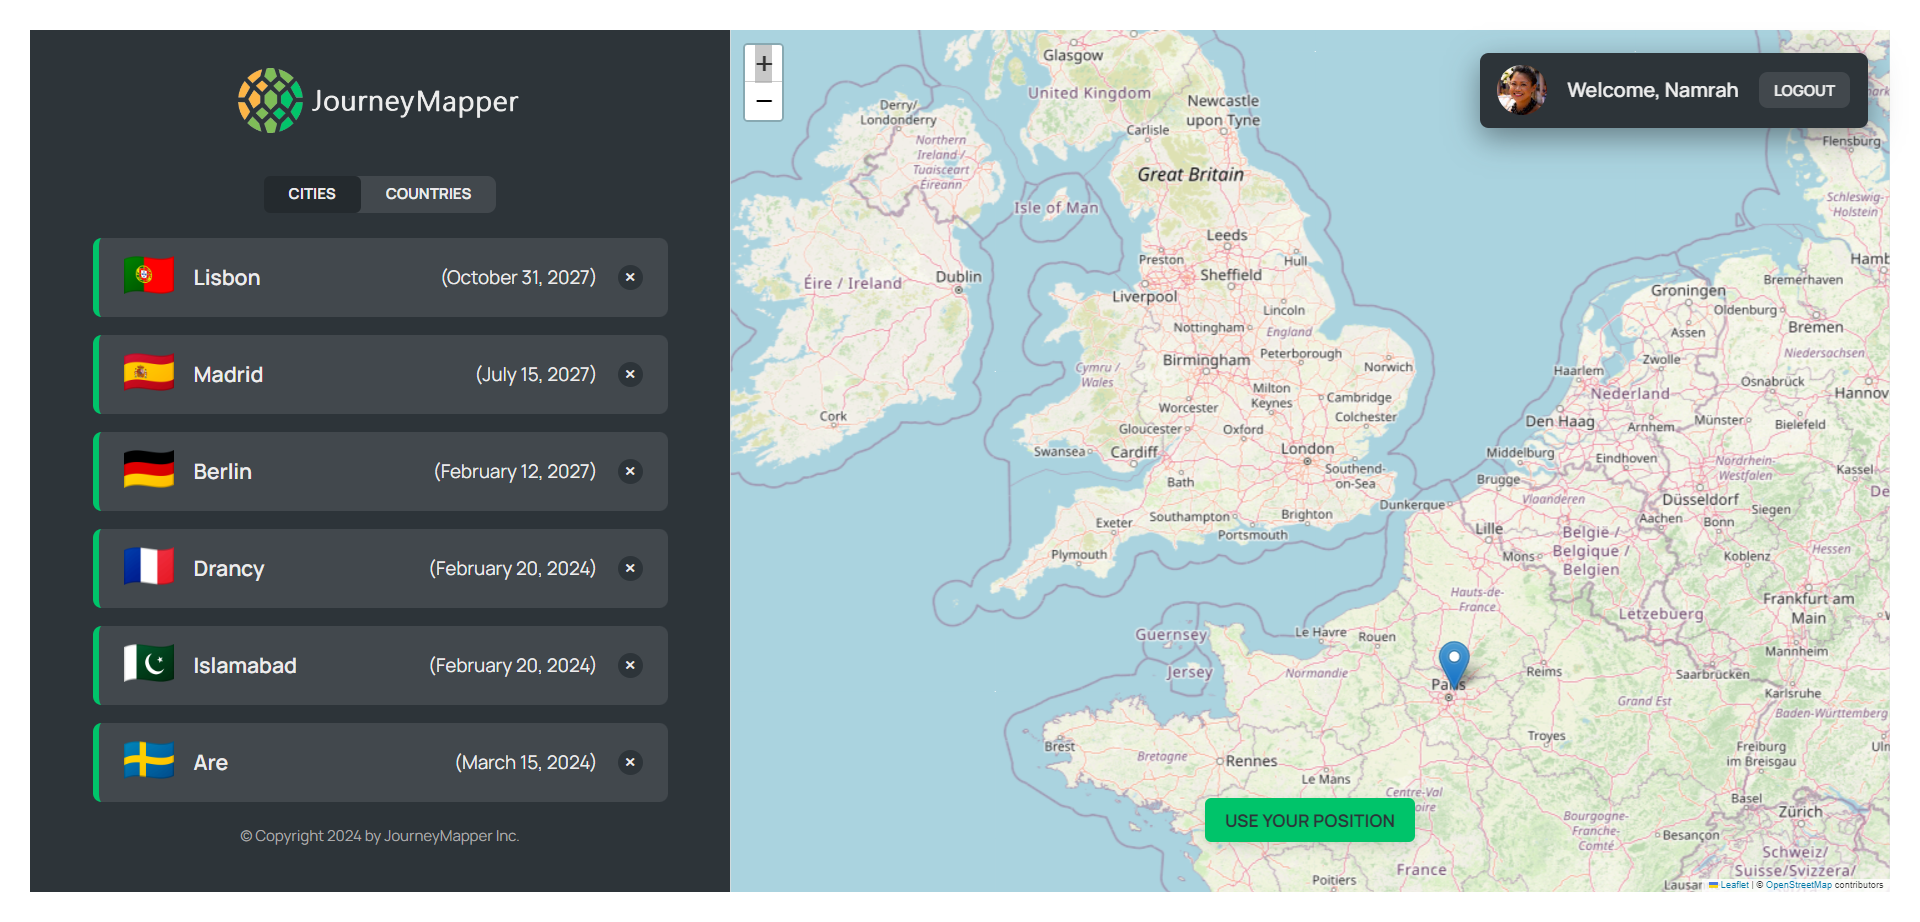 JourneyMapper
CITIES
COUNTRIES
Lisbon (October 31, 2027) ×
Madrid (July 15, 2027) ×
Berlin (February 12, 2027) ×
Drancy (February 20, 2024) ×
Islamabad (February 20, 2024) ×
Are (March 15, 2024) ×
© Copyright 2024 by JourneyMapper Inc.
+
−
Welcome, Namrah
LOGOUT
Glasgow
United Kingdom
Derry/
Londonderry
Newcastle
upon Tyne
Carlisle
Northern
Ireland /
Tuaisceart
Éireann
Great Britain
Isle of Man
Flensburg
Schleswig-
Holstein
Leeds
Preston
Hull
Sheffield
Dublin
Éire / Ireland
Liverpool
Lincoln
Nottingham
England
Hamb
Bremerhaven
Groningen
Oldenburg
Bremen
Assen
Birmingham
Peterborough
Norwich
Cymru /
Wales
Zwolle
Niedersachsen
Haarlem
Osnabrück
Hannov
Nederland
Milton
Keynes
Cambridge
Worcester
Colchester
Cork
Gloucester
Oxford
Den Haag
Arnhem
Münster
Bielefeld
Swansea
Cardiff
London
Southend-
on-Sea
Middelburg
Eindhoven
Nordrhein-
Westfalen
Kassel
Bath
Brugge
Vlaanderen
Düsseldorf
De
Dunkerque
Exeter
Southampton
Brighton
Portsmouth
Aachen
Bonn
Siegen
Lille
België /
Belgique /
Belgien
Plymouth
Mons
Koblenz
Hessen
Hauts-de-
France
Lëtzebuerg
Frankfurt am
Main
Guernsey
Le Havre
Rouen
Mannheim
Jersey
Normandie
Paris
Reims
Saarbrücken
Karlsruhe
Grand Est
Baden-Württemberg
Brest
Bretagne
Rennes
Troyes
Freiburg
im Breisgau
Uln
Le Mans
Centre-Val
oire
Basel
Zürich
USE YOUR POSITION
Bourgogne-
Franche-
Comté
Besançon
Schweiz/
Suisse/Svizzera/
France
Poitiers
Lausar
Leaflet | © OpenStreetMap contributors